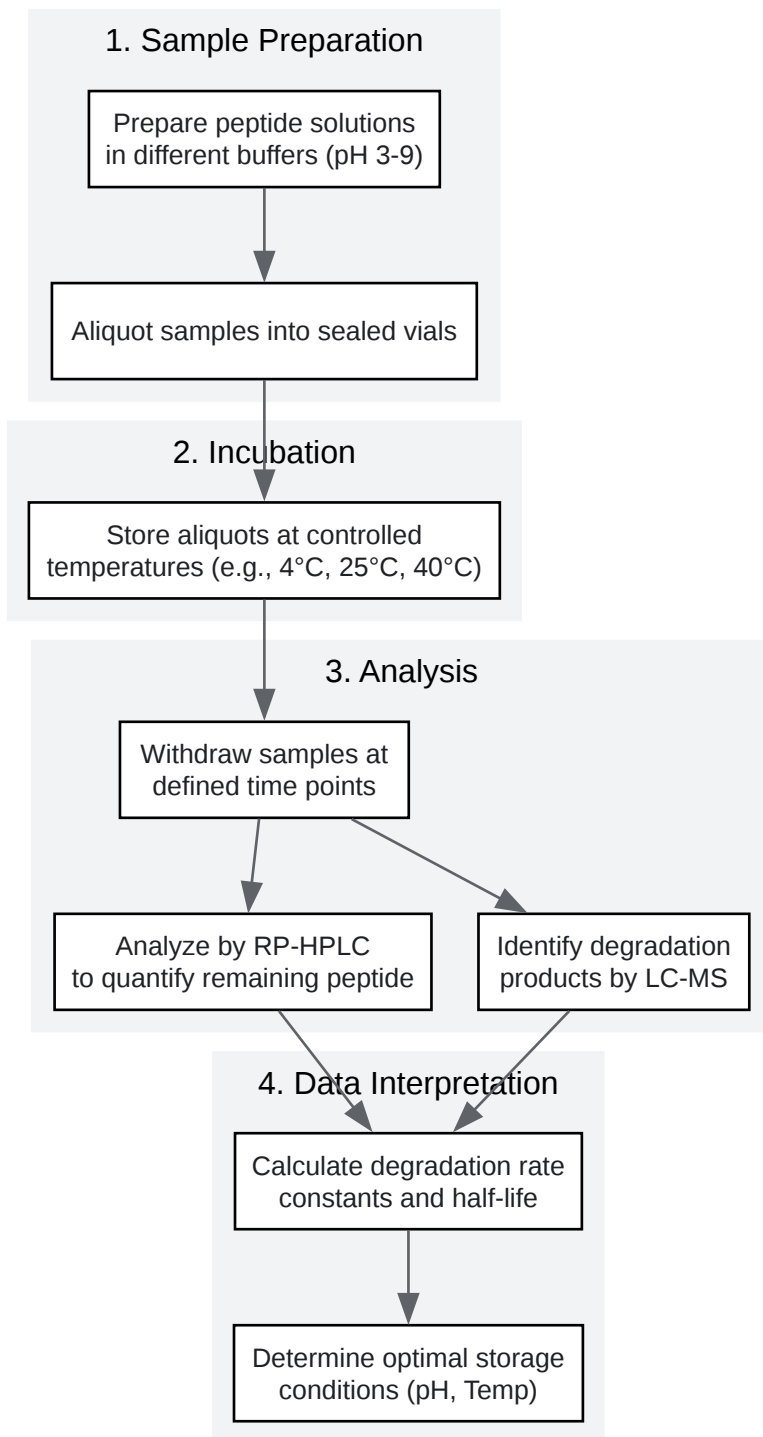 1. Sample Preparation
Prepare peptide solutions
in different buffers (pH 3-9)
Aliquot samples into sealed vials
2. Incubation
Store aliquots at controlled
temperatures (e.g., 4°C, 25°C, 40°C)
3. Analysis
Withdraw samples at
defined time points
Analyze by RP-HPLC
to quantify remaining peptide
Identify degradation
products by LC-MS
4. Data Interpretation
Calculate degradation rate
constants and half-life
Determine optimal storage
conditions (pH, Temp)